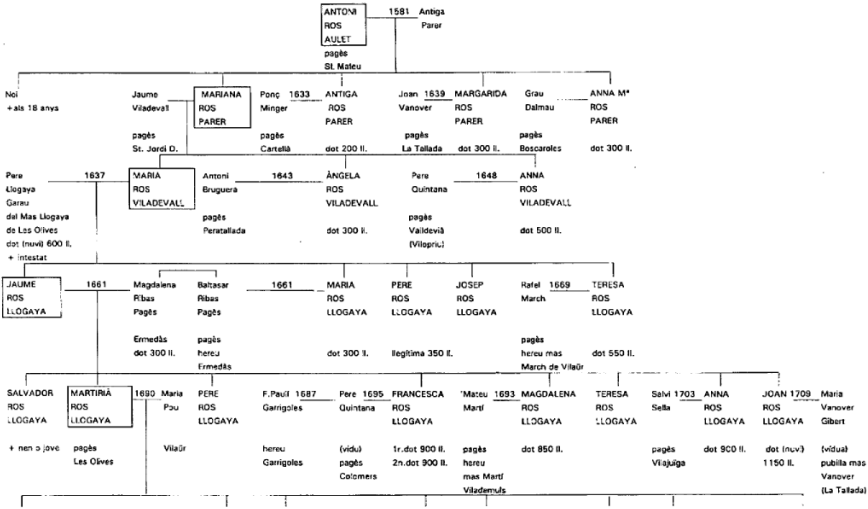 ANTONI 1581 Antiga
ROS Parer
AULET
pagès
St. Mateu
Noi Jaume MARIANA Ponç 1633 ANTIGA Joan 1639 MARGARIDA Grau ANNA Mª
+als 18 anys Viladevall ROS Minger ROS Vanover ROS Dalmau ROS
PARER PARER PARER PARER
pagès pagès pagès pagès
St. Jordi D. Cartellà dot 200 ll. La Tallada dot 300 ll. Boscaroles dot 300 ll.
Pere 1637 MARIA Antoni 1643 ÀNGELA Pere 1648 ANNA
Llogaya ROS Bruguera ROS Quintana ROS
Garau VILADEVALL VILADEVALL VILADEVALL
del Mas Llogaya pagès pagès
de Les Olives Peratallada dot 300 ll. Valldevià dot 500 ll.
dot (nuvi) 600 ll. (Vilopriu)
+ intestat
JAUME 1661 Magdalena Baltasar 1661 MARIA PERE JOSEP Rafel 1669 TERESA
ROS Ribas Ribas ROS ROS ROS March ROS
LLOGAYA Pagès Pagès LLOGAYA LLOGAYA LLOGAYA LLOGAYA
Ermedàs pagès pagès
dot 300 ll. hereu dot 300 ll. llegítima 350 ll. hereu mas dot 550 ll.
Ermedàs March de Vilaür
SALVADOR MARTIRIÀ 1690 Maria PERE F.Paulí 1687 Pere 1695 FRANCESCA Mateu 1693 MAGDALENA TERESA Salvi 1703 ANNA JOAN 1709 Maria
ROS ROS Pou ROS Garrigoles Quintana ROS Martí ROS ROS Sella ROS ROS Vanover
LLOGAYA LLOGAYA LLOGAYA LLOGAYA LLOGAYA LLOGAYA LLOGAYA LLOGAYA Gibert
+ nen o jove pagès Vilaür hereu (vidu) 1r.dot 900 ll. pagès dot 850 ll. pagès dot 900 ll. dot (nuvi) (vídua)
Les Olives Garrigoles pagès 2n.dot 900 ll. hereu Vilajuïga 1150 ll. pubilla mas
Colomers mas Martí Vanover
Vilademuls (La Tallada)